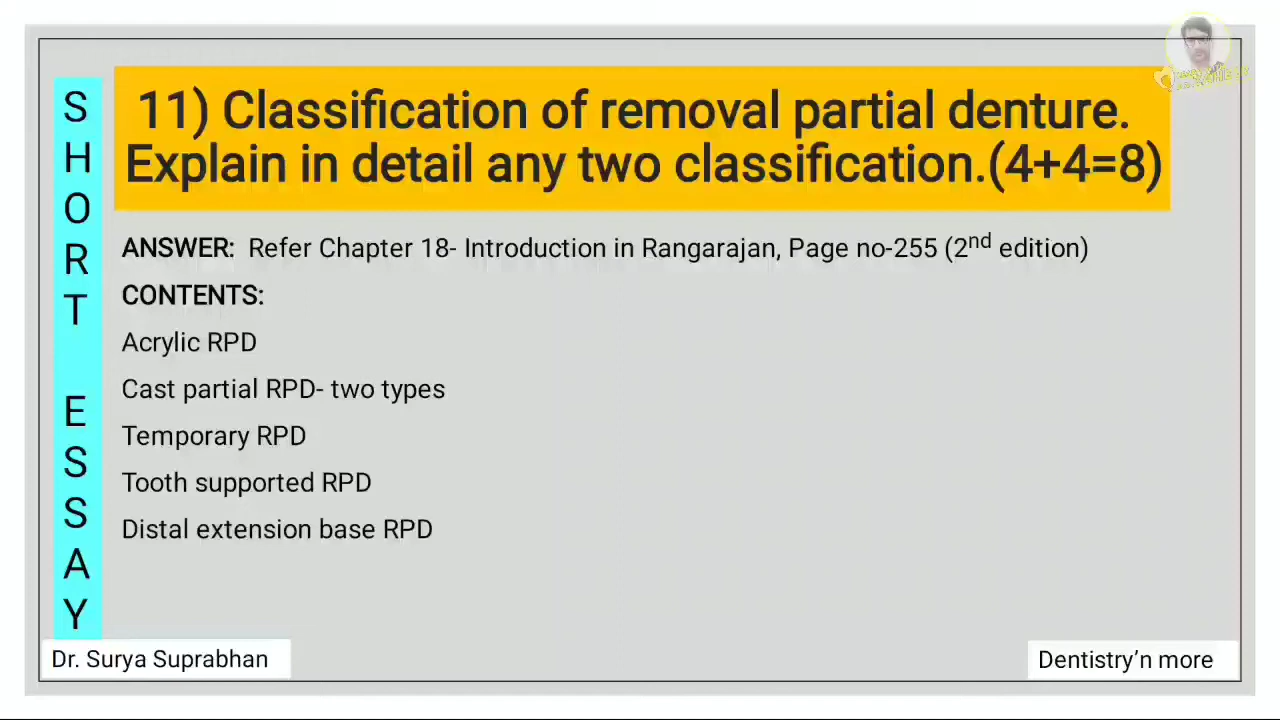 SHORT ESSAY
11) Classification of removal partial denture.
Explain in detail any two classification.(4+4=8)
ANSWER: Refer Chapter 18- Introduction in Rangarajan, Page no-255 (2nd edition)
CONTENTS:
Acrylic RPD
Cast partial RPD- two types
Temporary RPD
Tooth supported RPD
Distal extension base RPD
Dr. Surya Suprabhan
Dentistry’n more